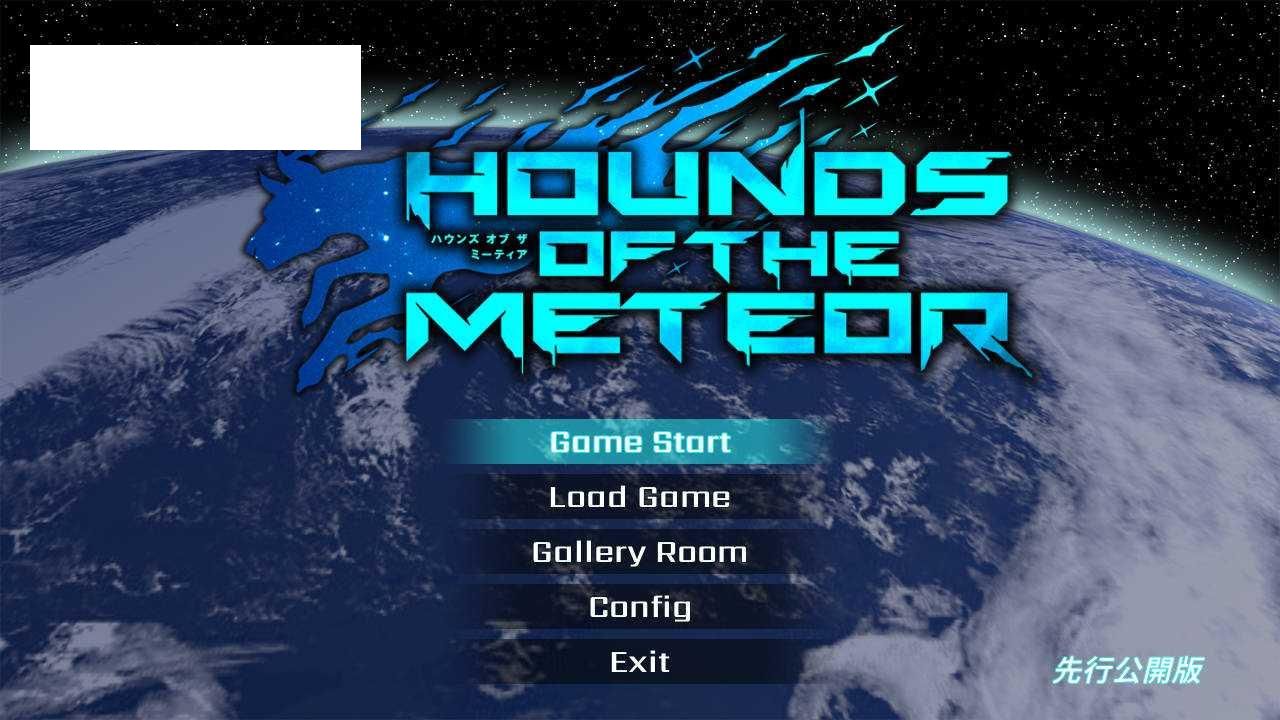 HOUNDS
ハウンズ オブ ザ
ミーティア
OF THE
METEOR
Game Start
Load Game
Gallery Room
Config
Exit
先行公開版